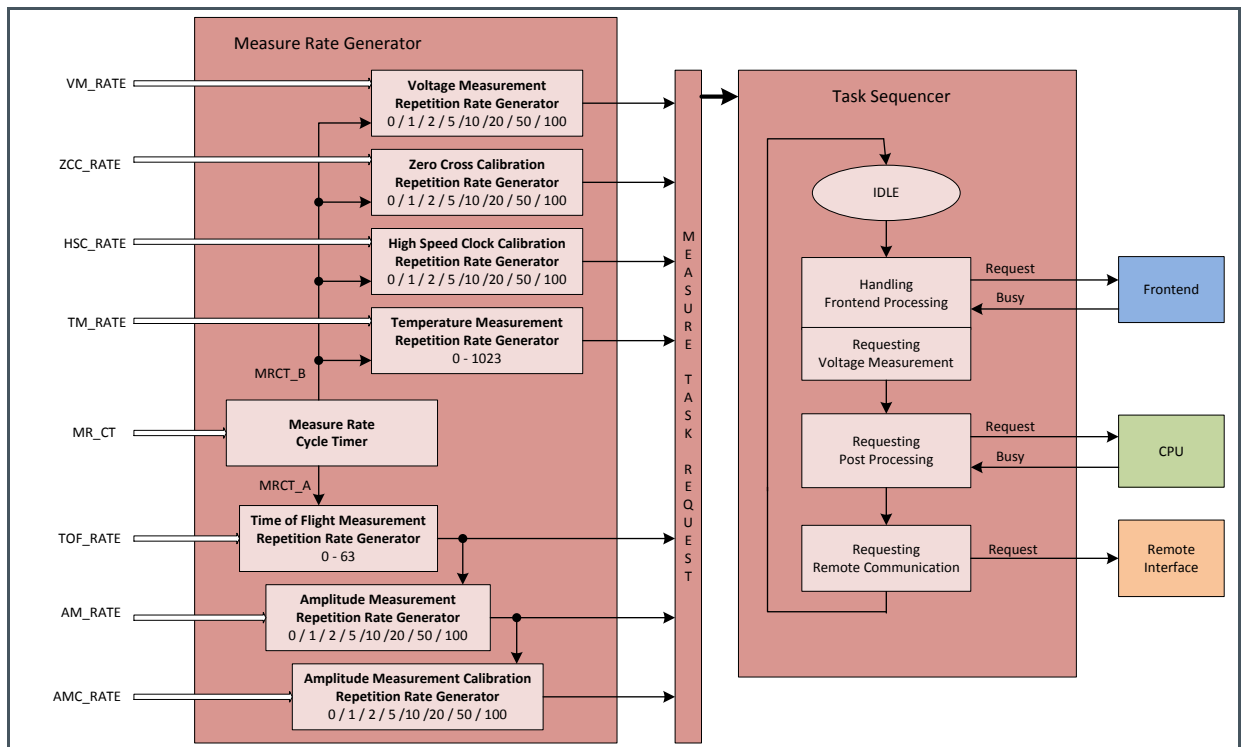 Measure Rate Generator
VM_RATE
Voltage Measurement
Repetition Rate Generator
0 / 1 / 2 / 5 /10 /20 / 50 / 100
ZCC_RATE
Zero Cross Calibration
Repetition Rate Generator
0 / 1 / 2 / 5 /10 /20 / 50 / 100
HSC_RATE
High Speed Clock Calibration
Repetition Rate Generator
0 / 1 / 2 / 5 /10 /20 / 50 / 100
TM_RATE
Temperature Measurement
Repetition Rate Generator
0 - 1023
MRCT_B
MR_CT
Measure Rate
Cycle Timer
MRCT_A
TOF_RATE
Time of Flight Measurement
Repetition Rate Generator
0 - 63
AM_RATE
Amplitude Measurement
Repetition Rate Generator
0 / 1 / 2 / 5 /10 /20 / 50 / 100
AMC_RATE
Amplitude Measurement Calibration
Repetition Rate Generator
0 / 1 / 2 / 5 /10 /20 / 50 / 100
MEASURE TASK REQUEST
Task Sequencer
IDLE
Handling
Frontend Processing
Request
Busy
Frontend
Requesting
Voltage Measurement
Requesting
Post Processing
Request
Busy
CPU
Requesting
Remote Communication
Request
Remote
Interface